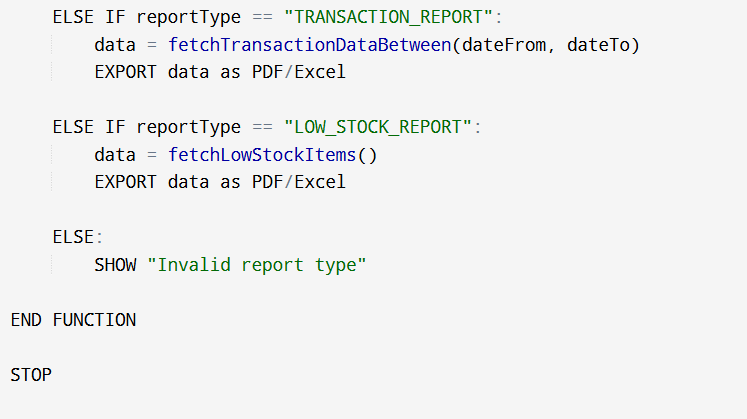 ELSE IF reportType == "TRANSACTION_REPORT":
data = fetchTransactionDataBetween(dateFrom, dateTo)
EXPORT data as PDF/Excel
ELSE IF reportType == "LOW_STOCK_REPORT":
data = fetchLowStockItems()
EXPORT data as PDF/Excel
ELSE:
SHOW "Invalid report type"
END FUNCTION
STOP